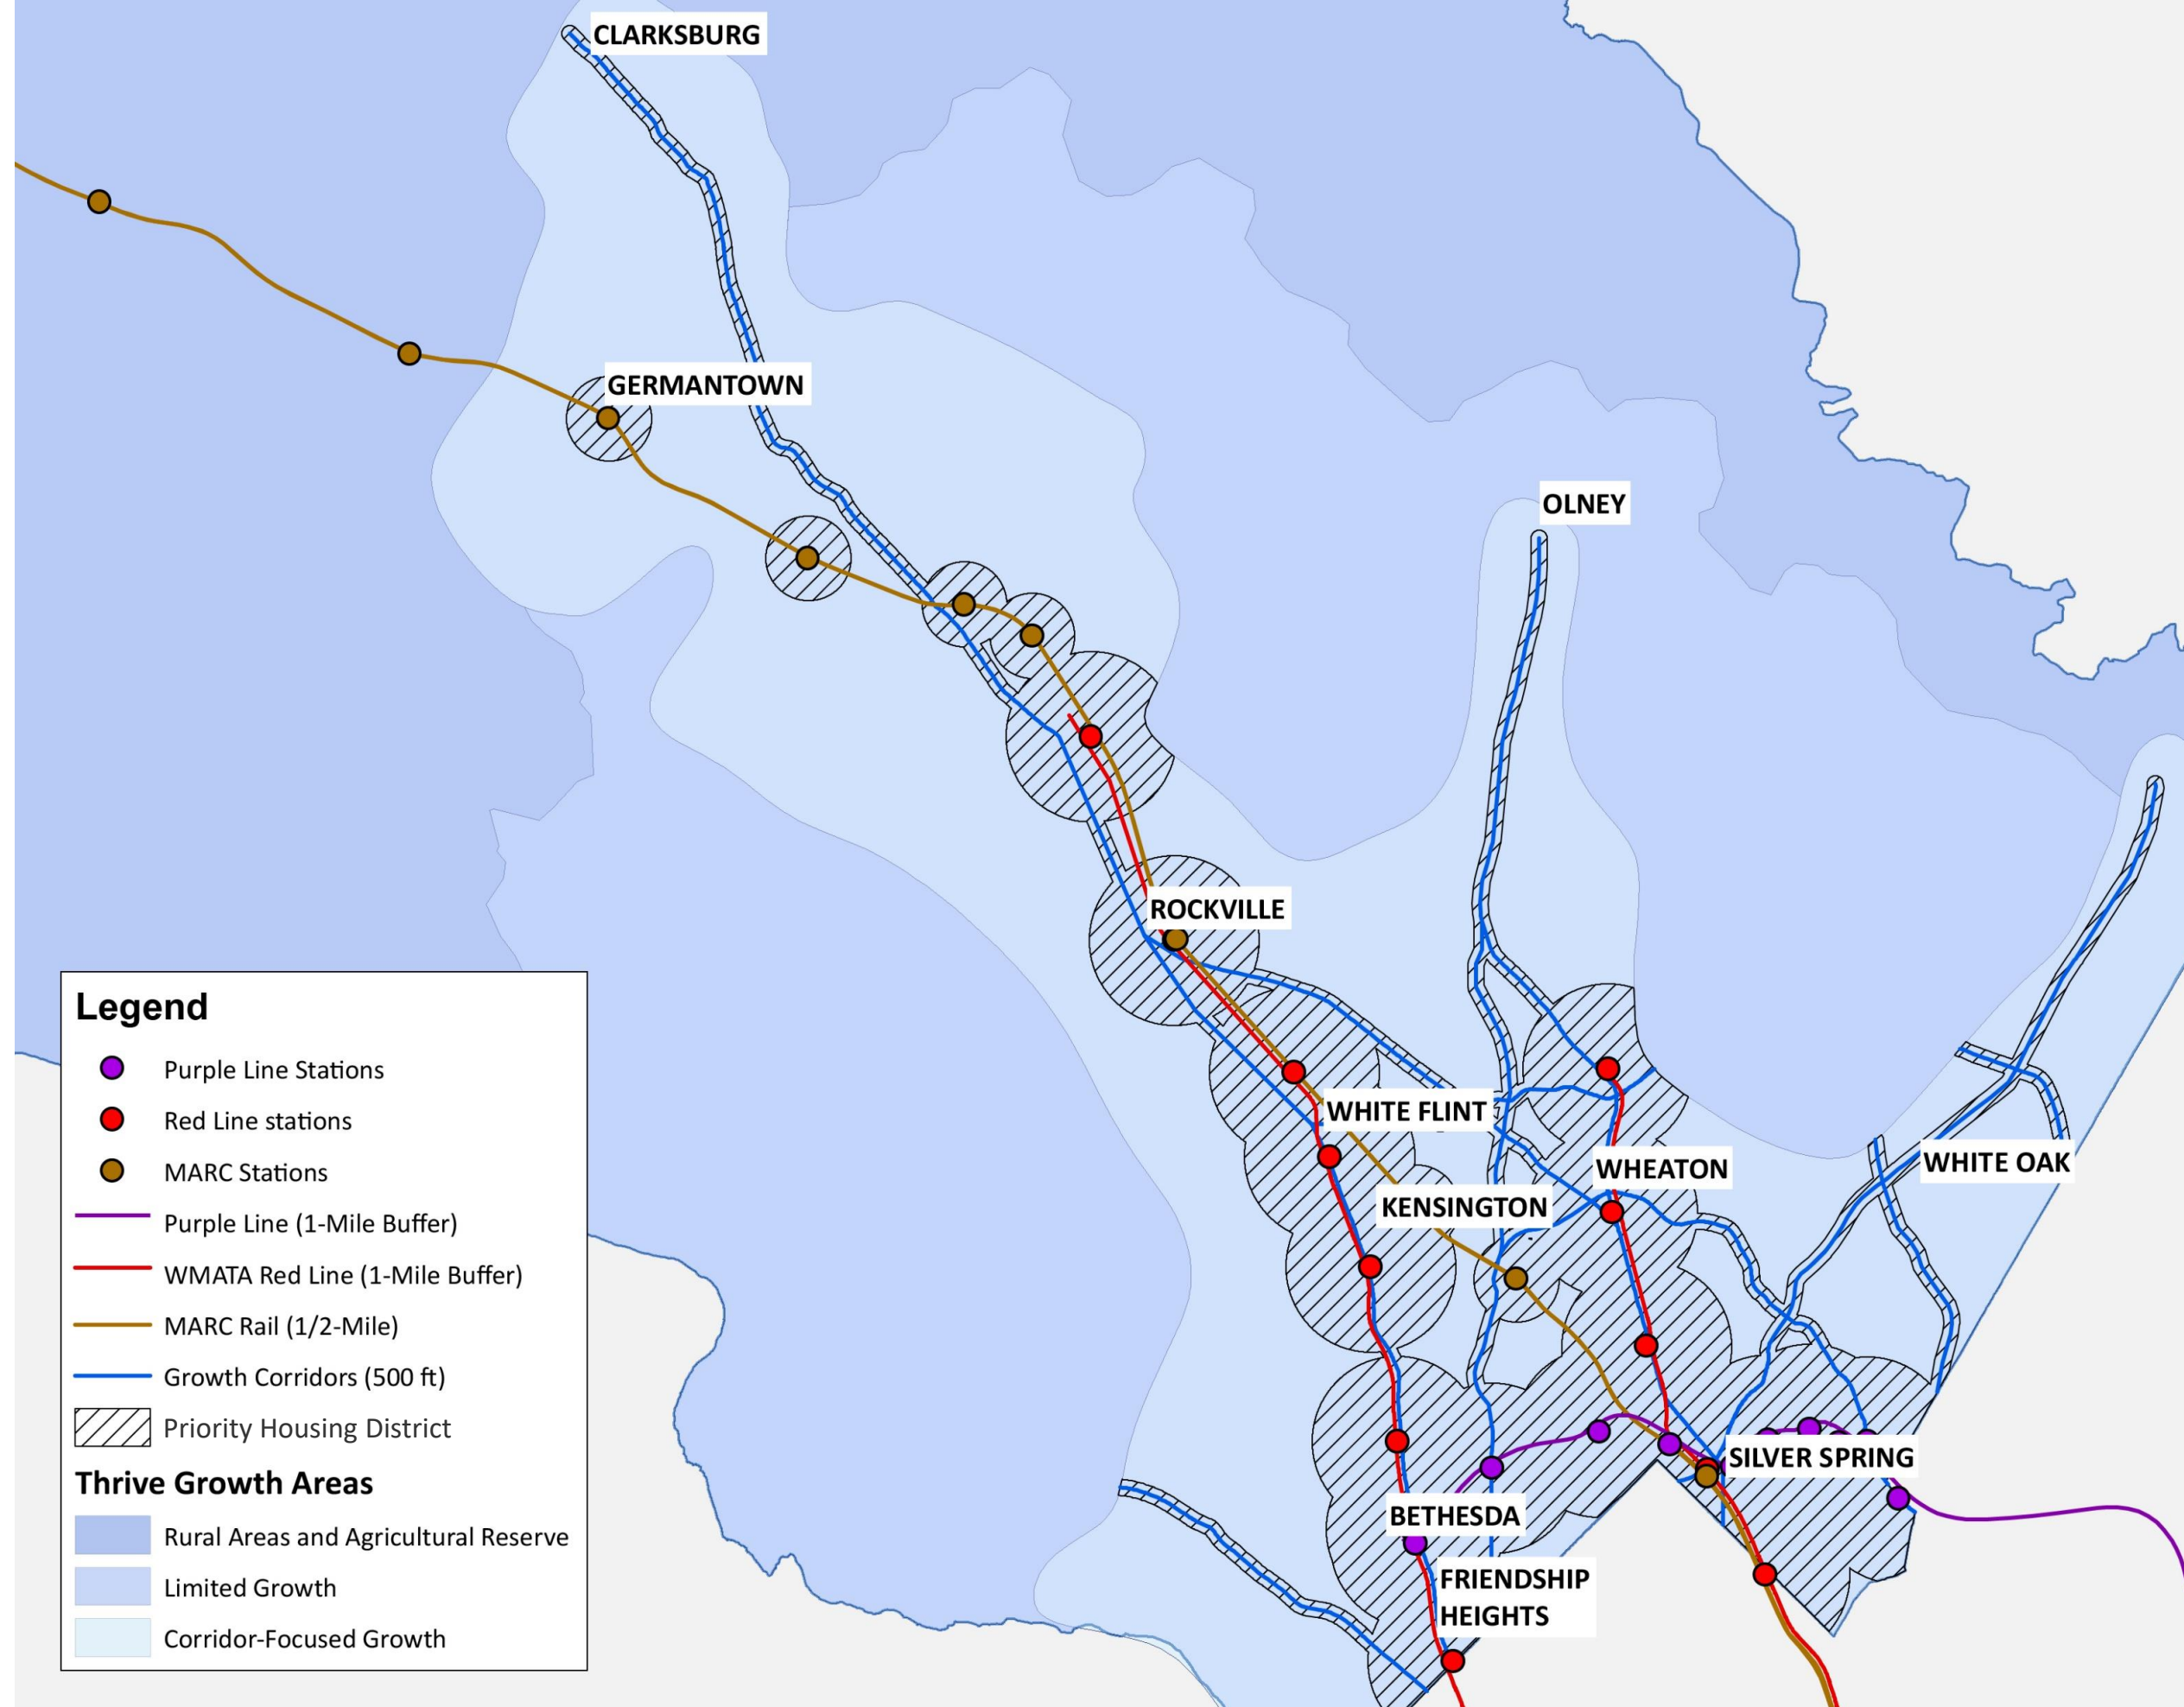 CLARKSBURG
GERMANTOWN
OLNEY
ROCKVILLE
WHITE FLINT
WHEATON
WHITE OAK
KENSINGTON
SILVER SPRING
BETHESDA
FRIENDSHIP
HEIGHTS
Legend
Purple Line Stations
Red Line stations
MARC Stations
Purple Line (1-Mile Buffer)
WMATA Red Line (1-Mile Buffer)
MARC Rail (1/2-Mile)
Growth Corridors (500 ft)
Priority Housing District
Thrive Growth Areas
Rural Areas and Agricultural Reserve
Limited Growth
Corridor-Focused Growth